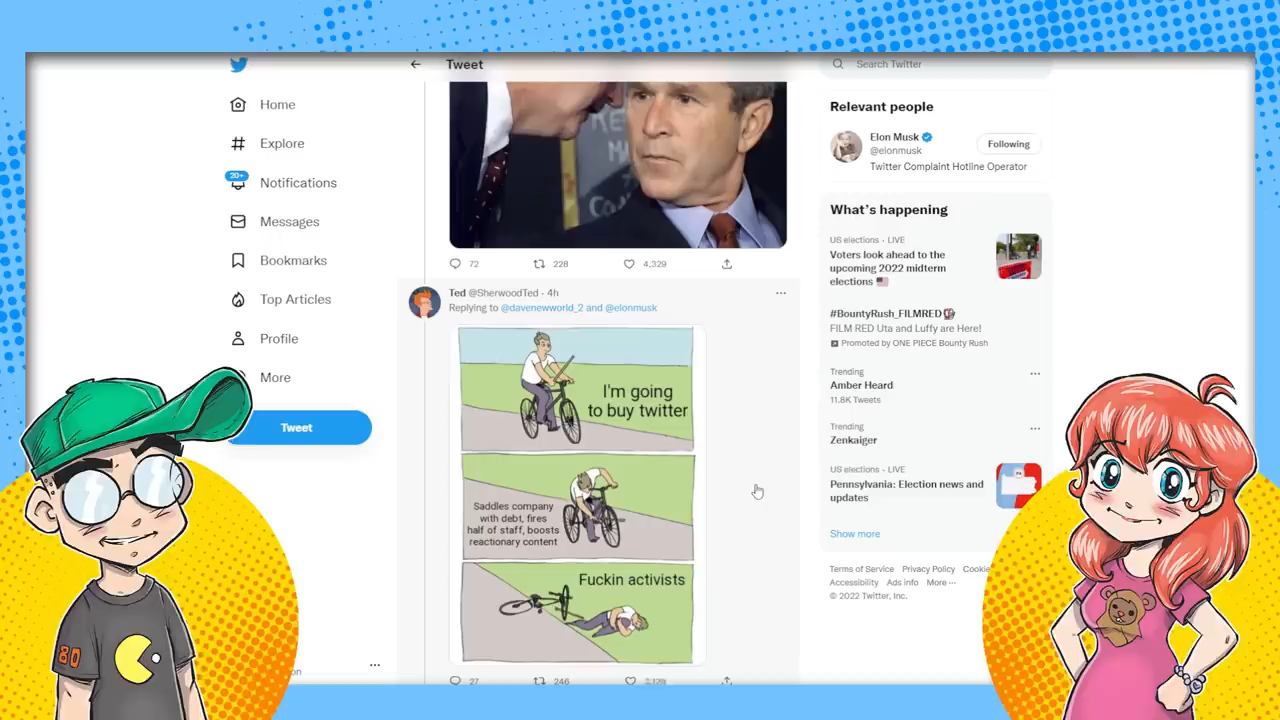 Tweet
Search Twitter
Home
Explore
20+
Notifications
Messages
Bookmarks
Top Articles
Profile
More
Tweet
72
228
4,329
Ted @SherwoodTed · 4h
Replying to @davenewworld_2 and @elonmusk
I'm going
to buy twitter
Saddles company
with debt, fires
half of staff, boosts
reactionary content
Fuckin activists
27
246
Relevant people
Elon Musk
@elonmusk
Following
Twitter Complaint Hotline Operator
What's happening
US elections · LIVE
Voters look ahead to the
upcoming 2022 midterm
elections
#BountyRush_FILMRED
FILM RED Uta and Luffy are Here!
Promoted by ONE PIECE Bounty Rush
Trending
Amber Heard
11.8K Tweets
Trending
Zenkaiger
US elections · LIVE
Pennsylvania: Election news and
updates
Show more
Terms of Service Privacy Policy Cookie
Accessibility Ads info More ···
© 2022 Twitter, Inc.
80